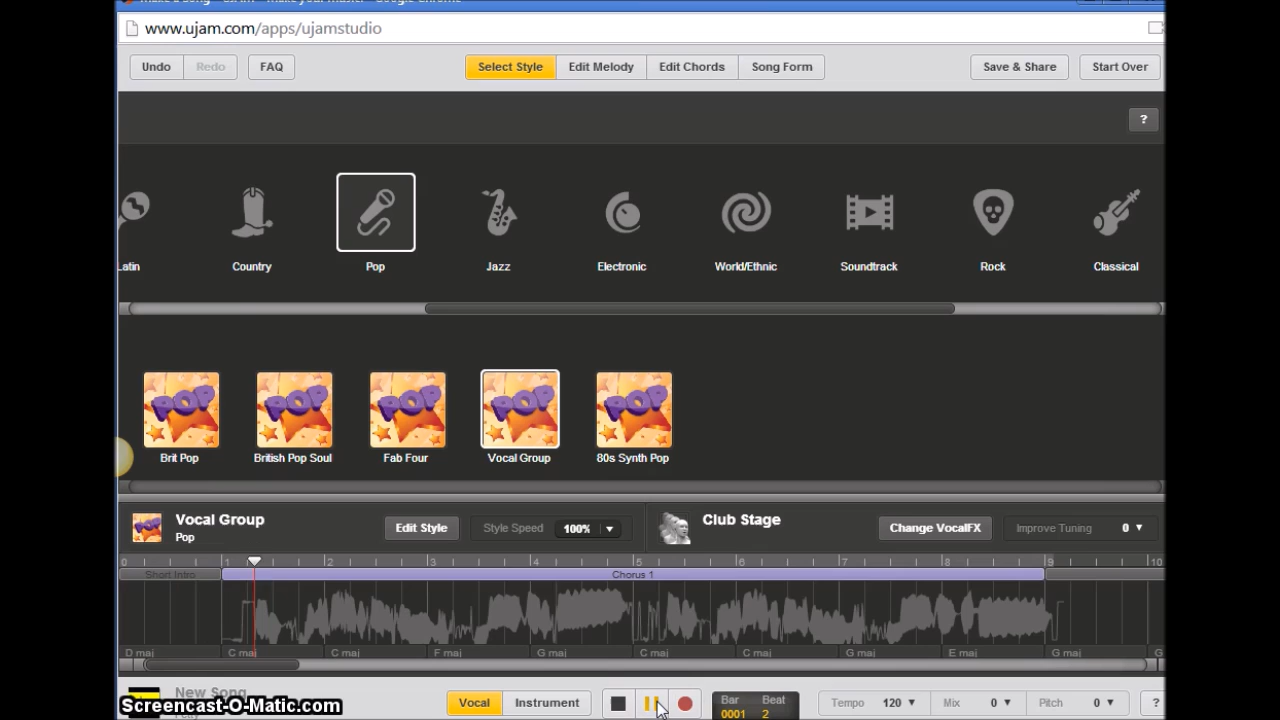 www.ujam.com/apps/ujamstudio
Undo Redo FAQ Select Style Edit Melody Edit Chords Song Form Save & Share Start Over
?
Latin Country Pop Jazz Electronic World/Ethnic Soundtrack Rock Classical
POP POP POP POP POP
Brit Pop British Pop Soul Fab Four Vocal Group 80s Synth Pop
Vocal Group
Pop
Edit Style Style Speed 100% Club Stage Change VocalFX Improve Tuning 0
0 1 2 3 4 5 6 7 8 9 10
Short Intro Chorus 1
D maj C maj C maj F maj G maj C maj C maj G maj E maj G maj G
New Song
Vocal Instrument Bar Beat Tempo 120 Mix 0 Pitch 0 ?
0001 2
Screencast-O-Matic.com